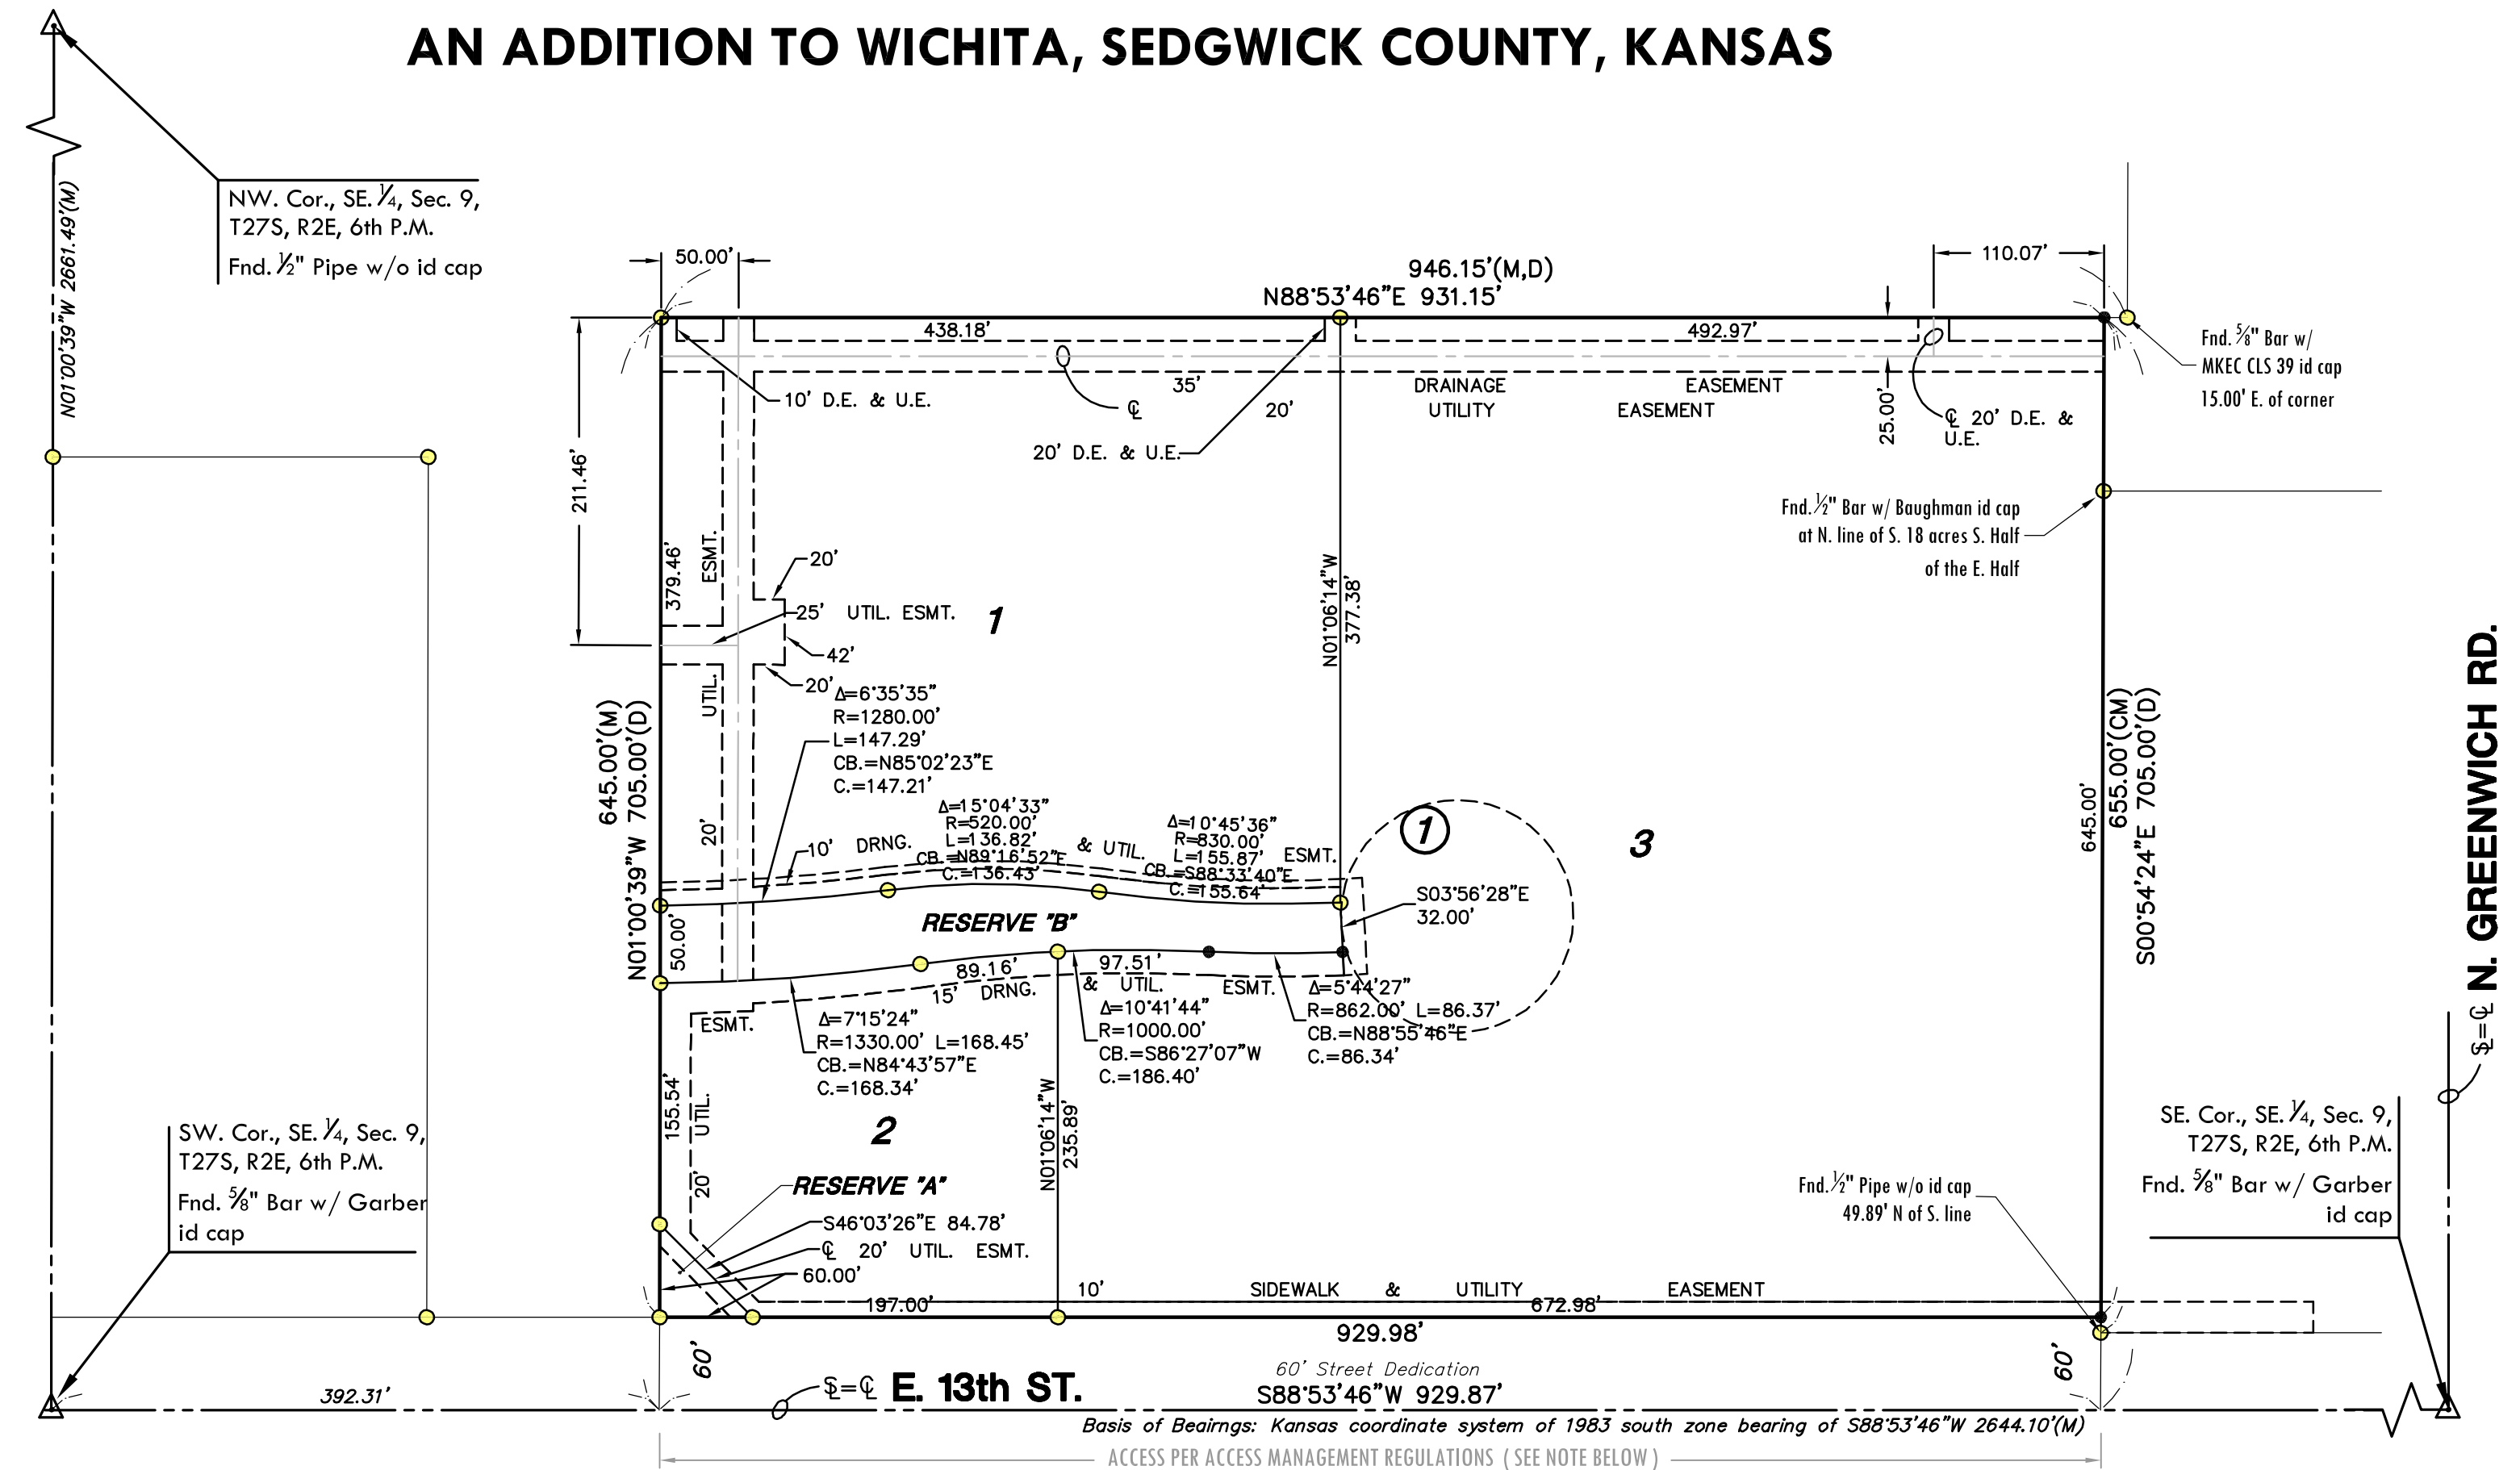 AN ADDITION TO WICHITA, SEDGWICK COUNTY, KANSAS
N01°00'39"W 2661.49'(M)
NW. Cor., SE. 1/4, Sec. 9,
T27S, R2E, 6th P.M.
Fnd. 1/2" Pipe w/o id cap
50.00'
946.15'(M,D)
N88°53'46"E 931.15'
110.07'
438.18'
492.97'
Fnd. 5/8" Bar w/
MKEC CLS 39 id cap
15.00' E. of corner
35'
DRAINAGE EASEMENT
10' D.E. & U.E.
℄
20'
UTILITY EASEMENT
25.00'
℄ 20' D.E. &
U.E.
20' D.E. & U.E.
211.46'
Fnd. 1/2" Bar w/ Baughman id cap
at N. line of S. 18 acres S. Half
of the E. Half
379.46'
ESMT.
20'
25' UTIL. ESMT.
1
42'
20'
UTIL.
20'
N01°06'14"W
377.38'
Δ=6°35'35"
R=1280.00'
L=147.29'
CB.=N85°02'23"E
C.=147.21'
645.00'(M)
N01°00'39"W 705.00'(D)
645.00'
655.00'(CM)
S00°54'24"E 705.00'(D)
N. GREENWICH RD.
Δ=15°04'33"
R=520.00'
L=136.82'
CB.=N89°16'52"E
C.=136.43'
Δ=10°45'36"
R=830.00'
L=155.87'
CB.=S88°33'40"E
C.=155.64'
10' DRNG. & UTIL. ESMT.
1
3
S03°56'28"E
32.00'
RESERVE "B"
50.00'
89.16'
97.51'
15' DRNG. & UTIL. ESMT.
ESMT.
Δ=7°15'24"
R=1330.00' L=168.45'
CB.=N84°43'57"E
C.=168.34'
Δ=10°41'44"
R=1000.00'
CB.=S86°27'07"W
C.=186.40'
Δ=5°44'27"
R=862.00' L=86.37'
CB.=N88°55'46"E
C.=86.34'
155.54'
UTIL.
20'
2
N01°06'14"W
235.89'
RESERVE "A"
S46°03'26"E 84.78'
℄ 20' UTIL. ESMT.
60.00'
SW. Cor., SE. 1/4, Sec. 9,
T27S, R2E, 6th P.M.
Fnd. 5/8" Bar w/ Garber
id cap
SE. Cor., SE. 1/4, Sec. 9,
T27S, R2E, 6th P.M.
Fnd. 5/8" Bar w/ Garber
id cap
Fnd. 1/2" Pipe w/o id cap
49.89' N of S. line
10' SIDEWALK & UTILITY EASEMENT
197.00'
672.98'
929.98'
60'
60'
60' Street Dedication
S88°53'46"W 929.87'
392.31'
E. 13th ST.
Basis of Beairngs: Kansas coordinate system of 1983 south zone bearing of S88°53'46"W 2644.10'(M)
ACCESS PER ACCESS MANAGEMENT REGULATIONS ( SEE NOTE BELOW )